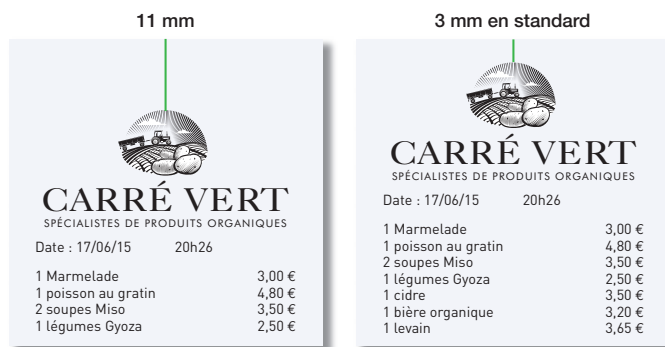 11 mm
CARRÉ VERT
SPÉCIALISTES DE PRODUITS ORGANIQUES
Date : 17/06/15 20h26
1 Marmelade 3,00 €
1 poisson au gratin 4,80 €
2 soupes Miso 3,50 €
1 légumes Gyoza 2,50 €
3 mm en standard
CARRÉ VERT
SPÉCIALISTES DE PRODUITS ORGANIQUES
Date : 17/06/15 20h26
1 Marmelade 3,00 €
1 poisson au gratin 4,80 €
2 soupes Miso 3,50 €
1 légumes Gyoza 2,50 €
1 cidre 3,50 €
1 bière organique 3,20 €
1 levain 3,65 €